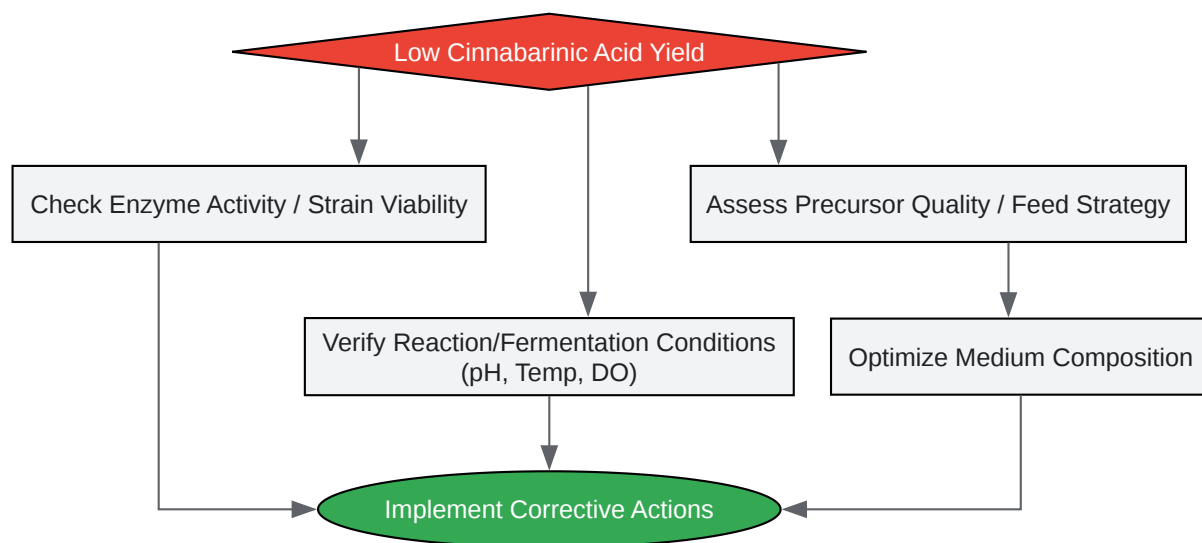 Low Cinnabarinic Acid Yield
Check Enzyme Activity / Strain Viability
Assess Precursor Quality / Feed Strategy
Verify Reaction/Fermentation Conditions
(pH, Temp, DO)
Optimize Medium Composition
Implement Corrective Actions